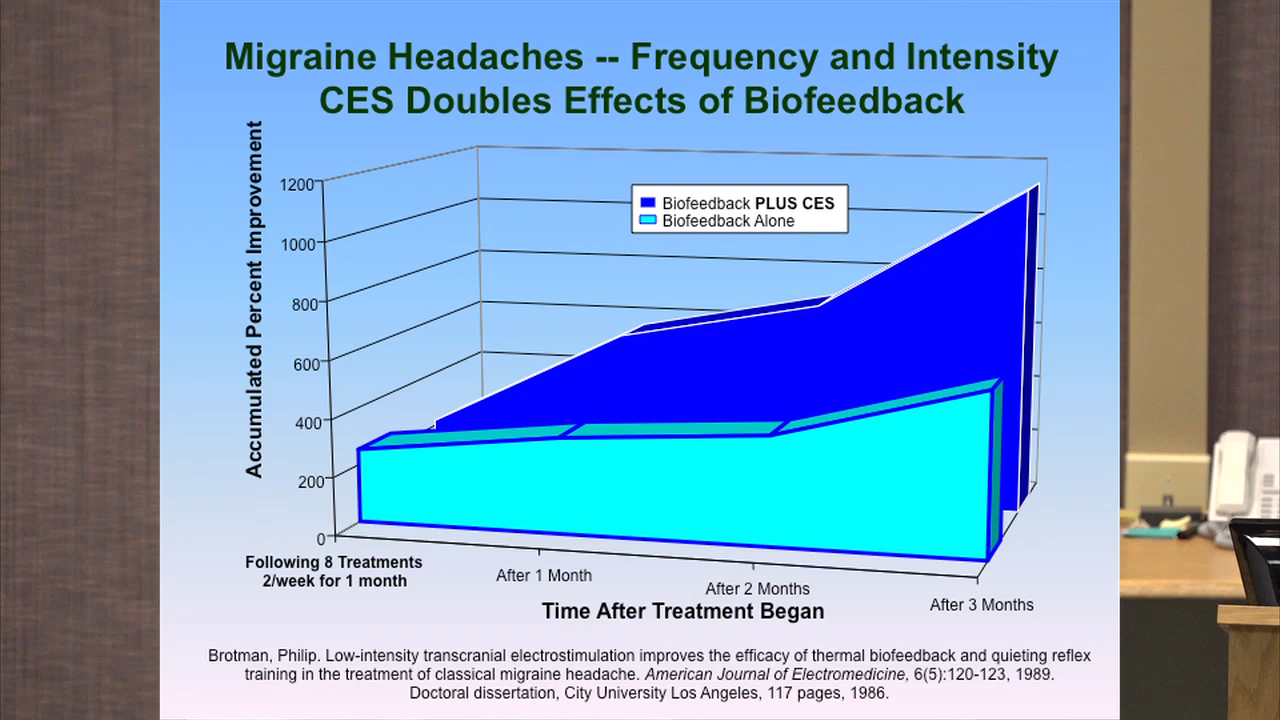 Migraine Headaches -- Frequency and Intensity
CES Doubles Effects of Biofeedback
Accumulated Percent Improvement
1200
1000
800
600
400
200
0
Biofeedback PLUS CES
Biofeedback Alone
Following 8 Treatments
2/week for 1 month
After 1 Month
After 2 Months
After 3 Months
Time After Treatment Began
Brotman, Philip. Low-intensity transcranial electrostimulation improves the efficacy of thermal biofeedback and quieting reflex
training in the treatment of classical migraine headache. American Journal of Electromedicine, 6(5):120-123, 1989.
Doctoral dissertation, City University Los Angeles, 117 pages, 1986.